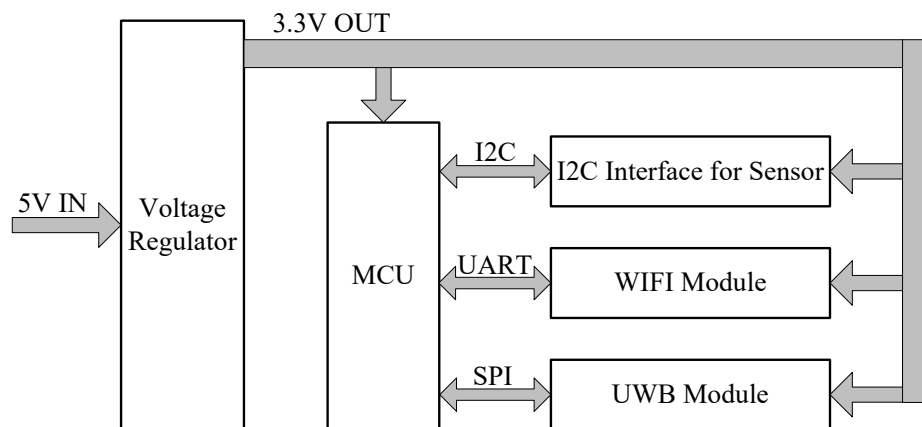 3.3V OUT
5V IN
Voltage
Regulator
MCU
I2C
I2C Interface for Sensor
UART
WIFI Module
SPI
UWB Module